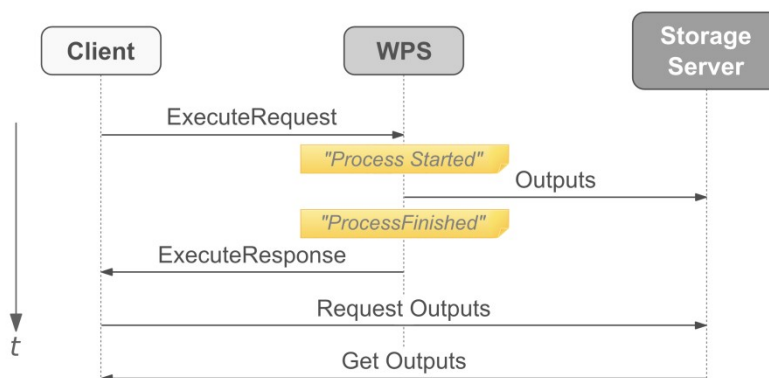 Client
WPS
Storage
Server
ExecuteRequest
"Process Started"
Outputs
"ProcessFinished"
ExecuteResponse
Request Outputs
t
Get Outputs